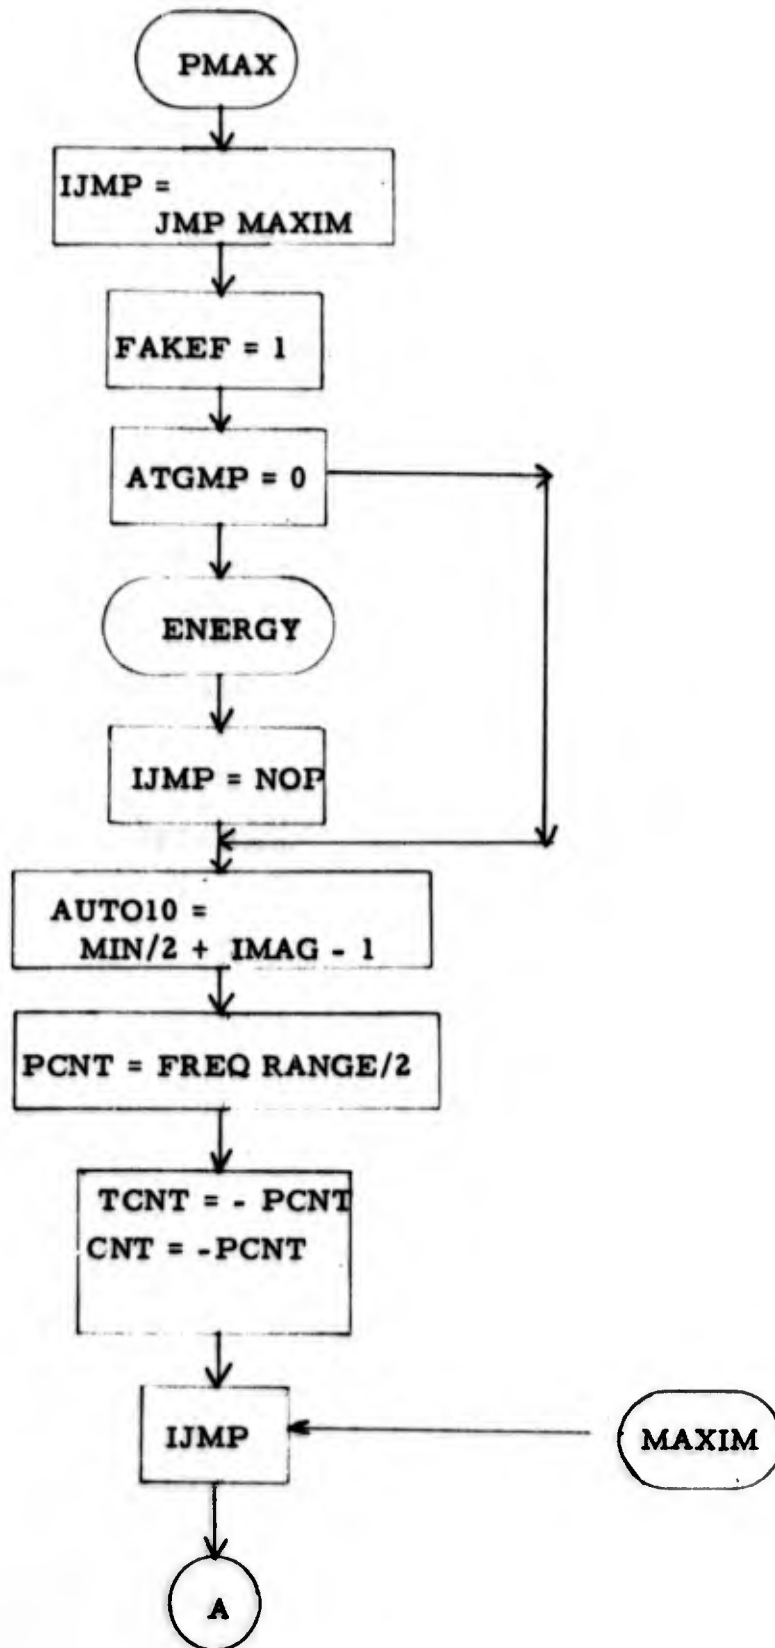 PMAX
IJMP =
JMP MAXIM
FAKEF = 1
ATGMP = 0
ENERGY
IJMP = NOP
AUTO10 =
MIN/2 + IMAG - 1
PCNT = FREQ RANGE/2
TCNT = - PCNT
CNT = -PCNT
IJMP
MAXIM
A